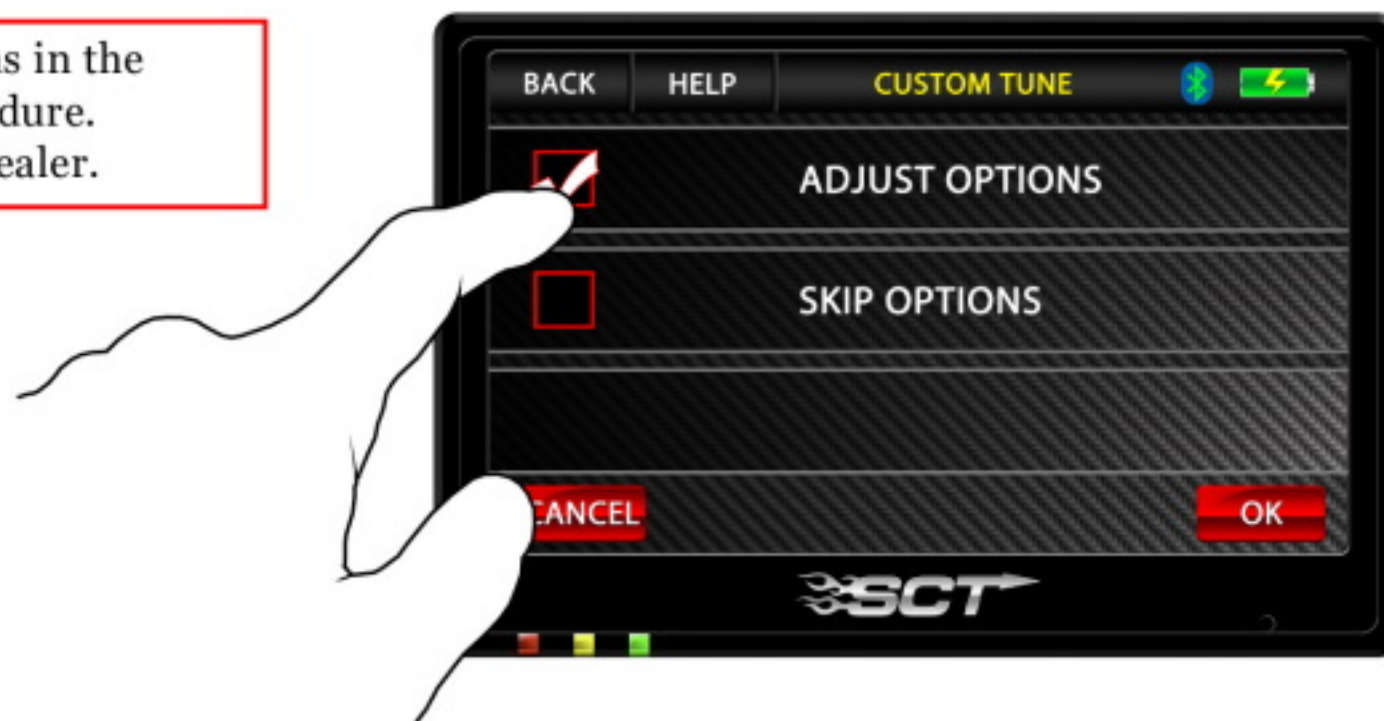 s in the
dure.
ealer.
BACK HELP CUSTOM TUNE
ADJUST OPTIONS
SKIP OPTIONS
CANCEL OK
SCT